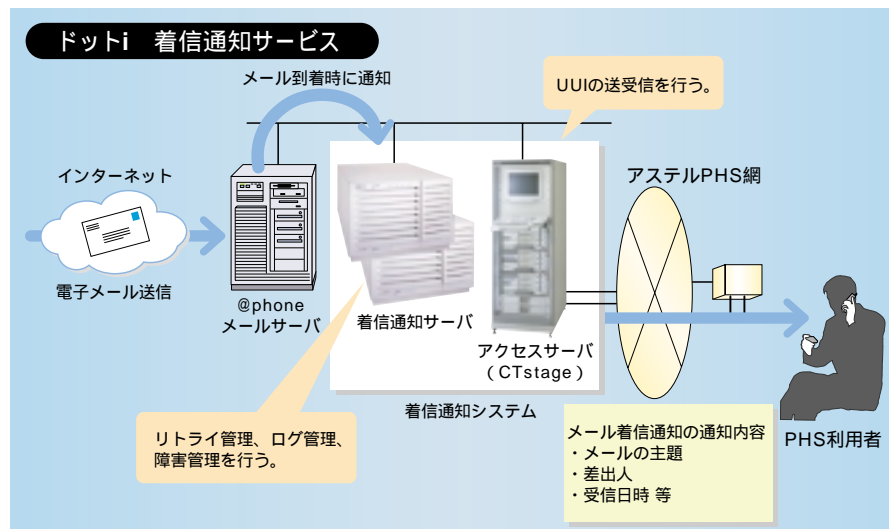 ドットi 着信通知サービス
メール到着時に通知
UUIの送受信を行う。
インターネット
アステルPHS網
電子メール送信
@phone
メールサーバ
着信通知サーバ
アクセスサーバ
(CTstage)
着信通知システム
リトライ管理、ログ管理、
障害管理を行う。
メール着信通知の通知内容
・メールの主題
・差出人
・受信日時 等
PHS利用者